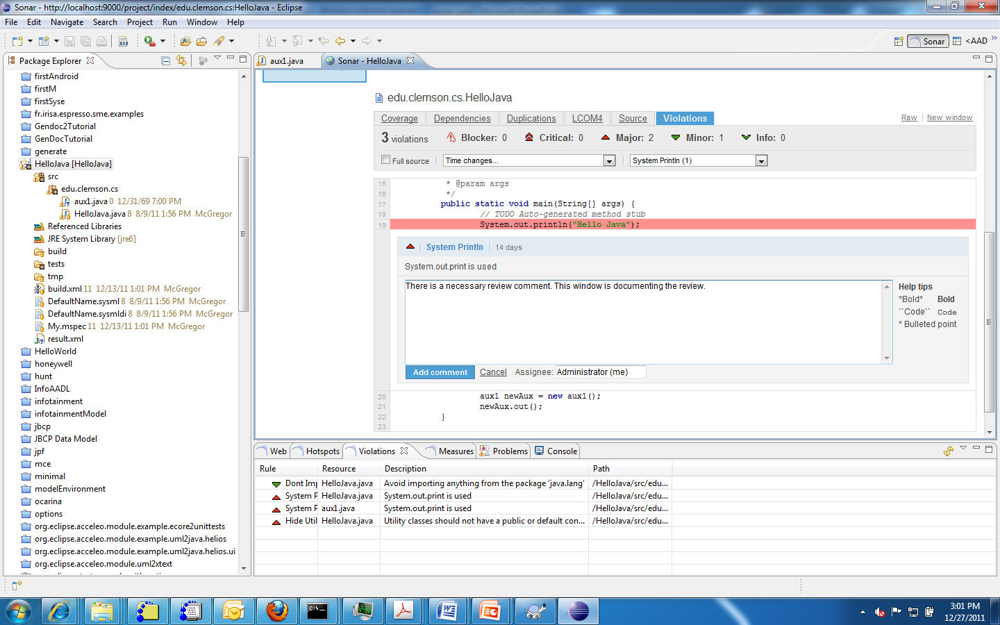 Sonar - http://localhost:9000/project/index/edu.clemson.cs:HelloJava - Eclipse
File Edit Navigate Search Project Run Window Help
Sonar <AAD
Package Explorer
firstAndroid
firstM
firstSyse
fr.irisa.espresso.sme.examples
Gendoc2Tutorial
GenDocTutorial
generate
HelloJava [HelloJava]
src
edu.clemson.cs
aux1.java 0 12/31/69 7:00 PM
HelloJava.java 8 8/9/11 1:56 PM McGregor
Referenced Libraries
JRE System Library [jre6]
build
tests
tmp
build.xml 11 12/13/11 1:01 PM McGregor
DefaultName.sysml 8 8/9/11 1:56 PM McGregor
DefaultName.sysmldi 8 8/9/11 1:56 PM McGregor
My.mspec 11 12/13/11 1:01 PM McGregor
result.xml
HelloWorld
honeywell
hunt
InfoAADL
infotainment
infotainmentModel
jbcp
JBCP Data Model
jpf
mce
minimal
modelEnvironment
ocarina
options
org.eclipse.acceleo.module.example.ecore2unittests
org.eclipse.acceleo.module.example.uml2java.helios
org.eclipse.acceleo.module.example.uml2java.helios.ui
org.eclipse.acceleo.module.uml2xtext
aux1.java Sonar - HelloJava
edu.clemson.cs.HelloJava
Coverage Dependencies Duplications LCOM4 Source Violations Raw New window
3 violations Blocker: 0 Critical: 0 Major: 2 Minor: 1 Info: 0
Full source Time changes... System Println (1)
15 * @param args
16 */
17 public static void main(String[] args) {
18 // TODO Auto-generated method stub
19 System.out.println("Hello Java");
System Println 14 days
System.out.print is used
There is a necessary review comment. This window is documenting the review.
Help tips
*Bold* Bold
``Code`` Code
* Bulleted point
Add comment Cancel Assignee: Administrator (me)
20 aux1 newAux = new aux1();
21 newAux.out();
22 }
23
Web Hotspots Violations Measures Problems Console
Rule Resource Description Path
Dont Imp HelloJava.java Avoid importing anything from the package 'java.lang' /HelloJava/src/edu...
System P HelloJava.java System.out.print is used /HelloJava/src/edu...
System P aux1.java System.out.print is used /HelloJava/src/edu...
Hide Util HelloJava.java Utility classes should not have a public or default con... /HelloJava/src/edu...
3:01 PM
12/27/2011